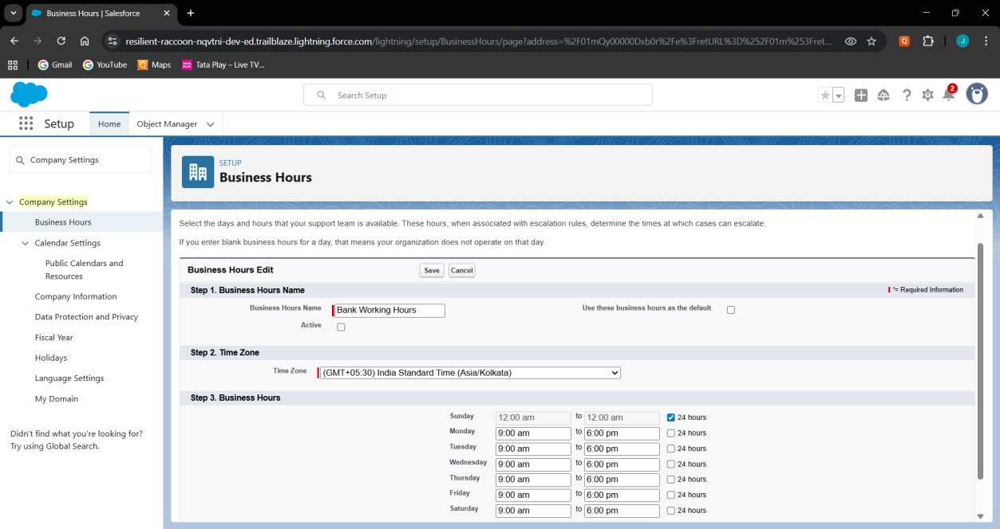 Business Hours | Salesforce
resilient-raccoon-nqvtni-dev-ed.trailblaze.lightning.force.com/lightning/setup/BusinessHours/page?address=%2F01mQy00000Dxb0r%2Fe%3FretURL%3D%252F01m%253Fret...
Q
J
Gmail
YouTube
Maps
Tata Play – Live TV...
Search Setup
2
Setup
Home
Object Manager
Company Settings
Company Settings
Business Hours
Calendar Settings
Public Calendars and
Resources
Company Information
Data Protection and Privacy
Fiscal Year
Holidays
Language Settings
My Domain
Didn't find what you're looking for?
Try using Global Search.
SETUP
Business Hours
Select the days and hours that your support team is available. These hours, when associated with escalation rules, determine the times at which cases can escalate.
If you enter blank business hours for a day, that means your organization does not operate on that day.
Business Hours Edit Save Cancel
Step 1. Business Hours Name = Required Information
Business Hours Name Bank Working Hours Use these business hours as the default
Active
Step 2. Time Zone
Time Zone (GMT+05:30) India Standard Time (Asia/Kolkata)
Step 3. Business Hours
Sunday 12:00 am to 12:00 am 24 hours
Monday 9:00 am to 6:00 pm 24 hours
Tuesday 9:00 am to 6:00 pm 24 hours
Wednesday 9:00 am to 6:00 pm 24 hours
Thursday 9:00 am to 6:00 pm 24 hours
Friday 9:00 am to 6:00 pm 24 hours
Saturday 9:00 am to 6:00 pm 24 hours